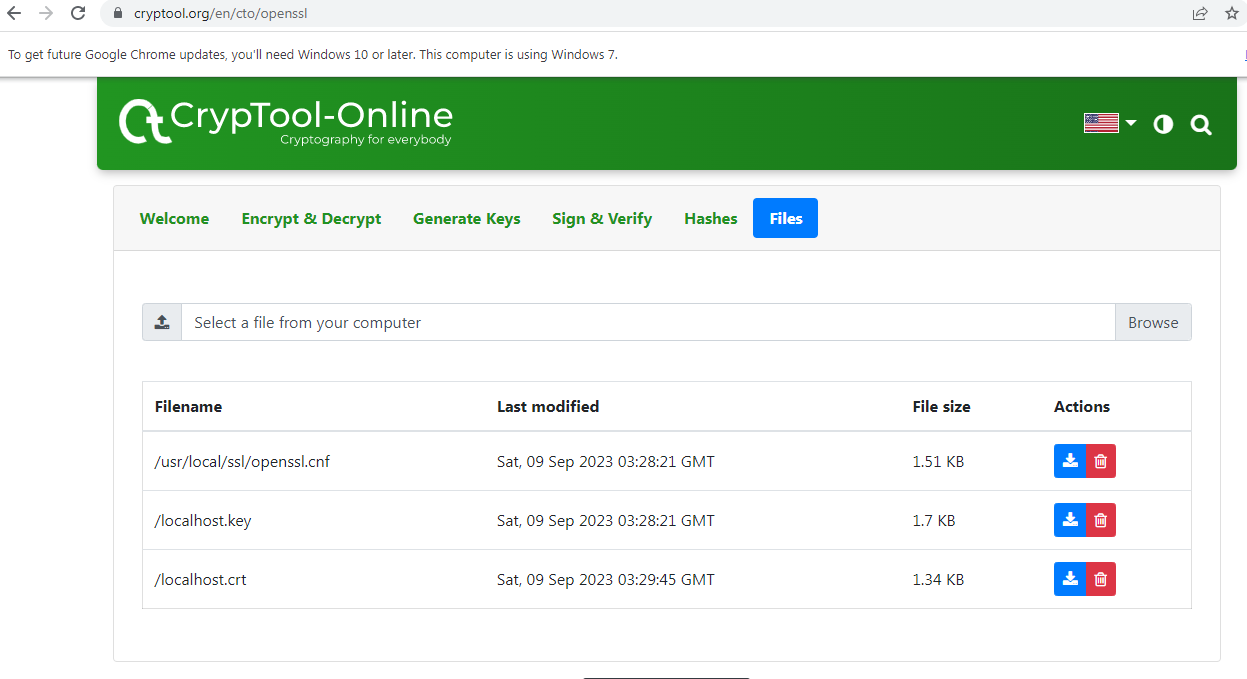 cryptool.org/en/cto/openssl
To get future Google Chrome updates, you'll need Windows 10 or later. This computer is using Windows 7.
CrypTool-Online
Cryptography for everybody
Welcome Encrypt & Decrypt Generate Keys Sign & Verify Hashes Files
Select a file from your computer Browse
Filename Last modified File size Actions
/usr/local/ssl/openssl.cnf Sat, 09 Sep 2023 03:28:21 GMT 1.51 KB
/localhost.key Sat, 09 Sep 2023 03:28:21 GMT 1.7 KB
/localhost.crt Sat, 09 Sep 2023 03:29:45 GMT 1.34 KB